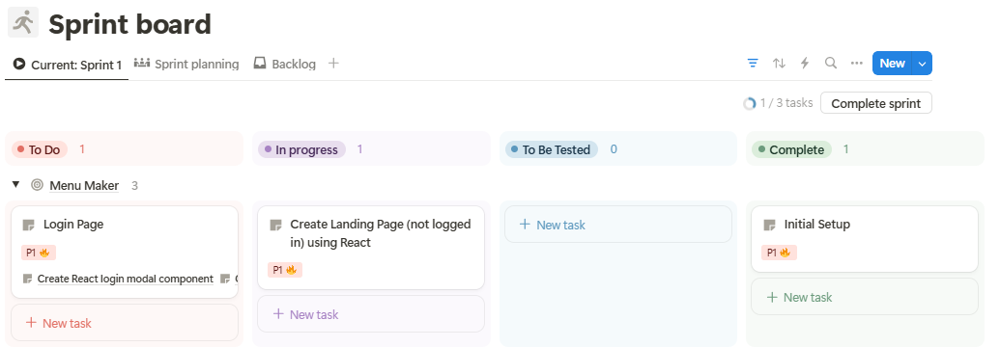 Sprint board
Current: Sprint 1 Sprint planning Backlog
New
1 / 3 tasks Complete sprint
To Do 1 In progress 1 To Be Tested 0 Complete 1
Menu Maker 3
Login Page
P1
Create React login modal component
New task
Create Landing Page (not logged
in) using React
P1
New task
New task
Initial Setup
P1
New task